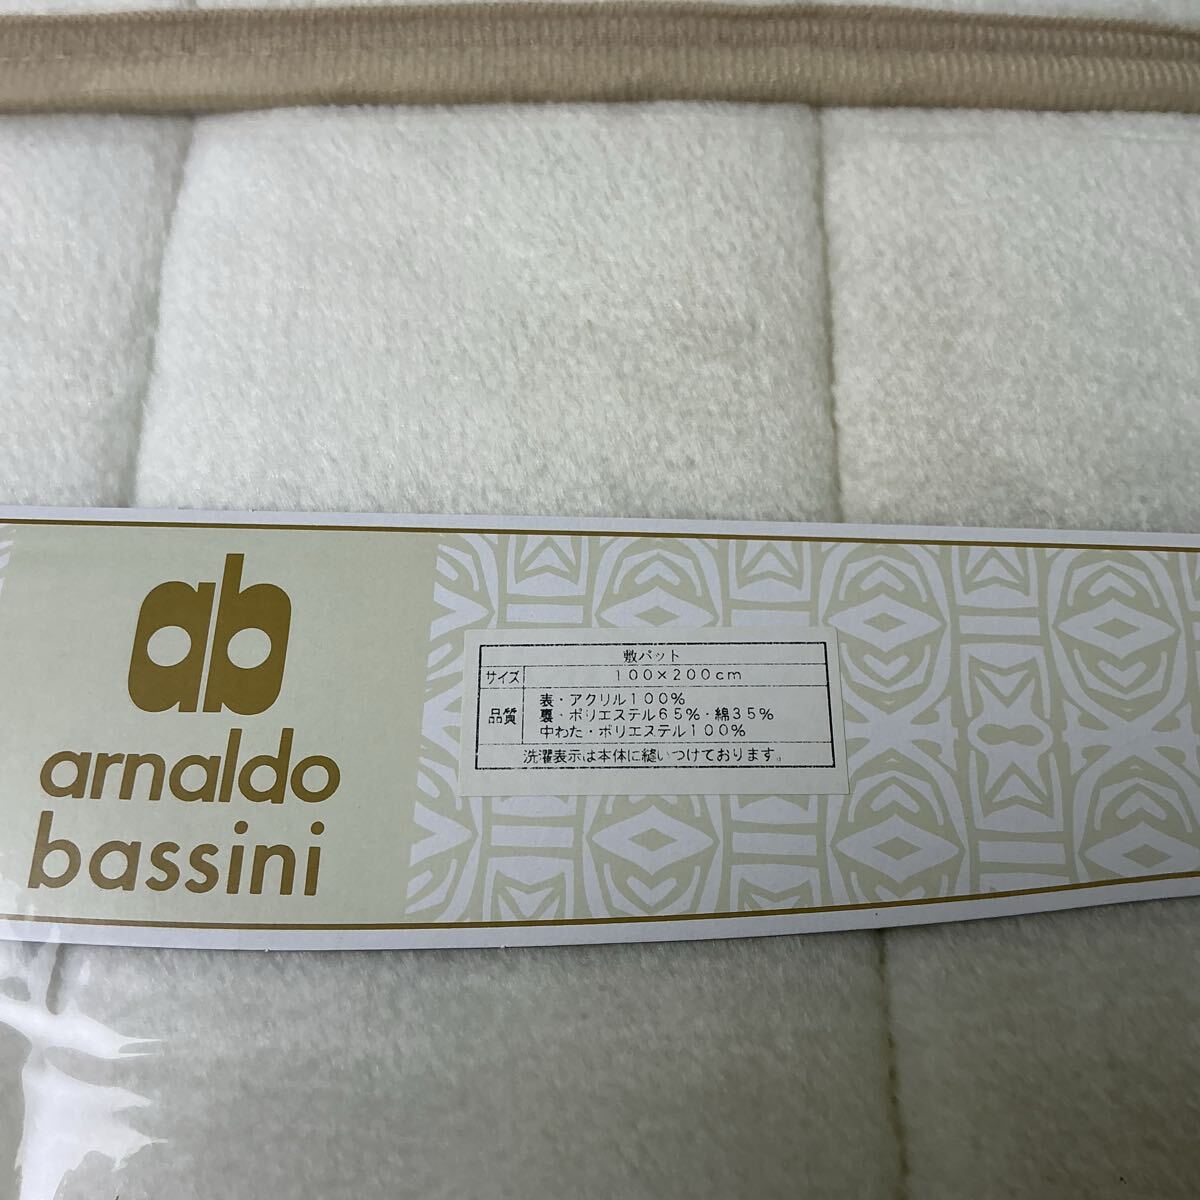 ab
arnaldo
bassini
敷パット
サイズ 100×200cm
品質 表・アクリル100%
裏・ポリエステル65%・綿35%
中わた・ポリエステル100%
洗濯表示は本体に縫いつけております。